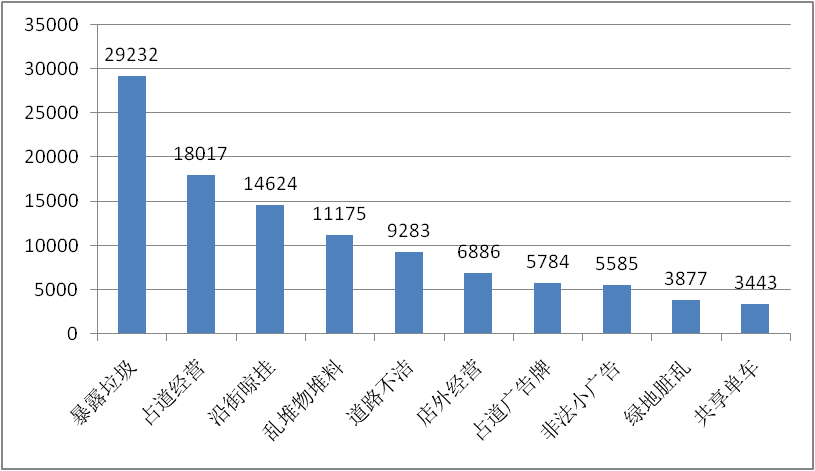 35000
30000
25000
20000
15000
10000
5000
0
29232
18017
14624
11175
9283
6886
5784
5585
3877
3443
暴露垃圾
占道经营
沿街晾挂
乱堆物堆料
道路不洁
店外经营
占道广告牌
非法小广告
绿地脏乱
共享单车